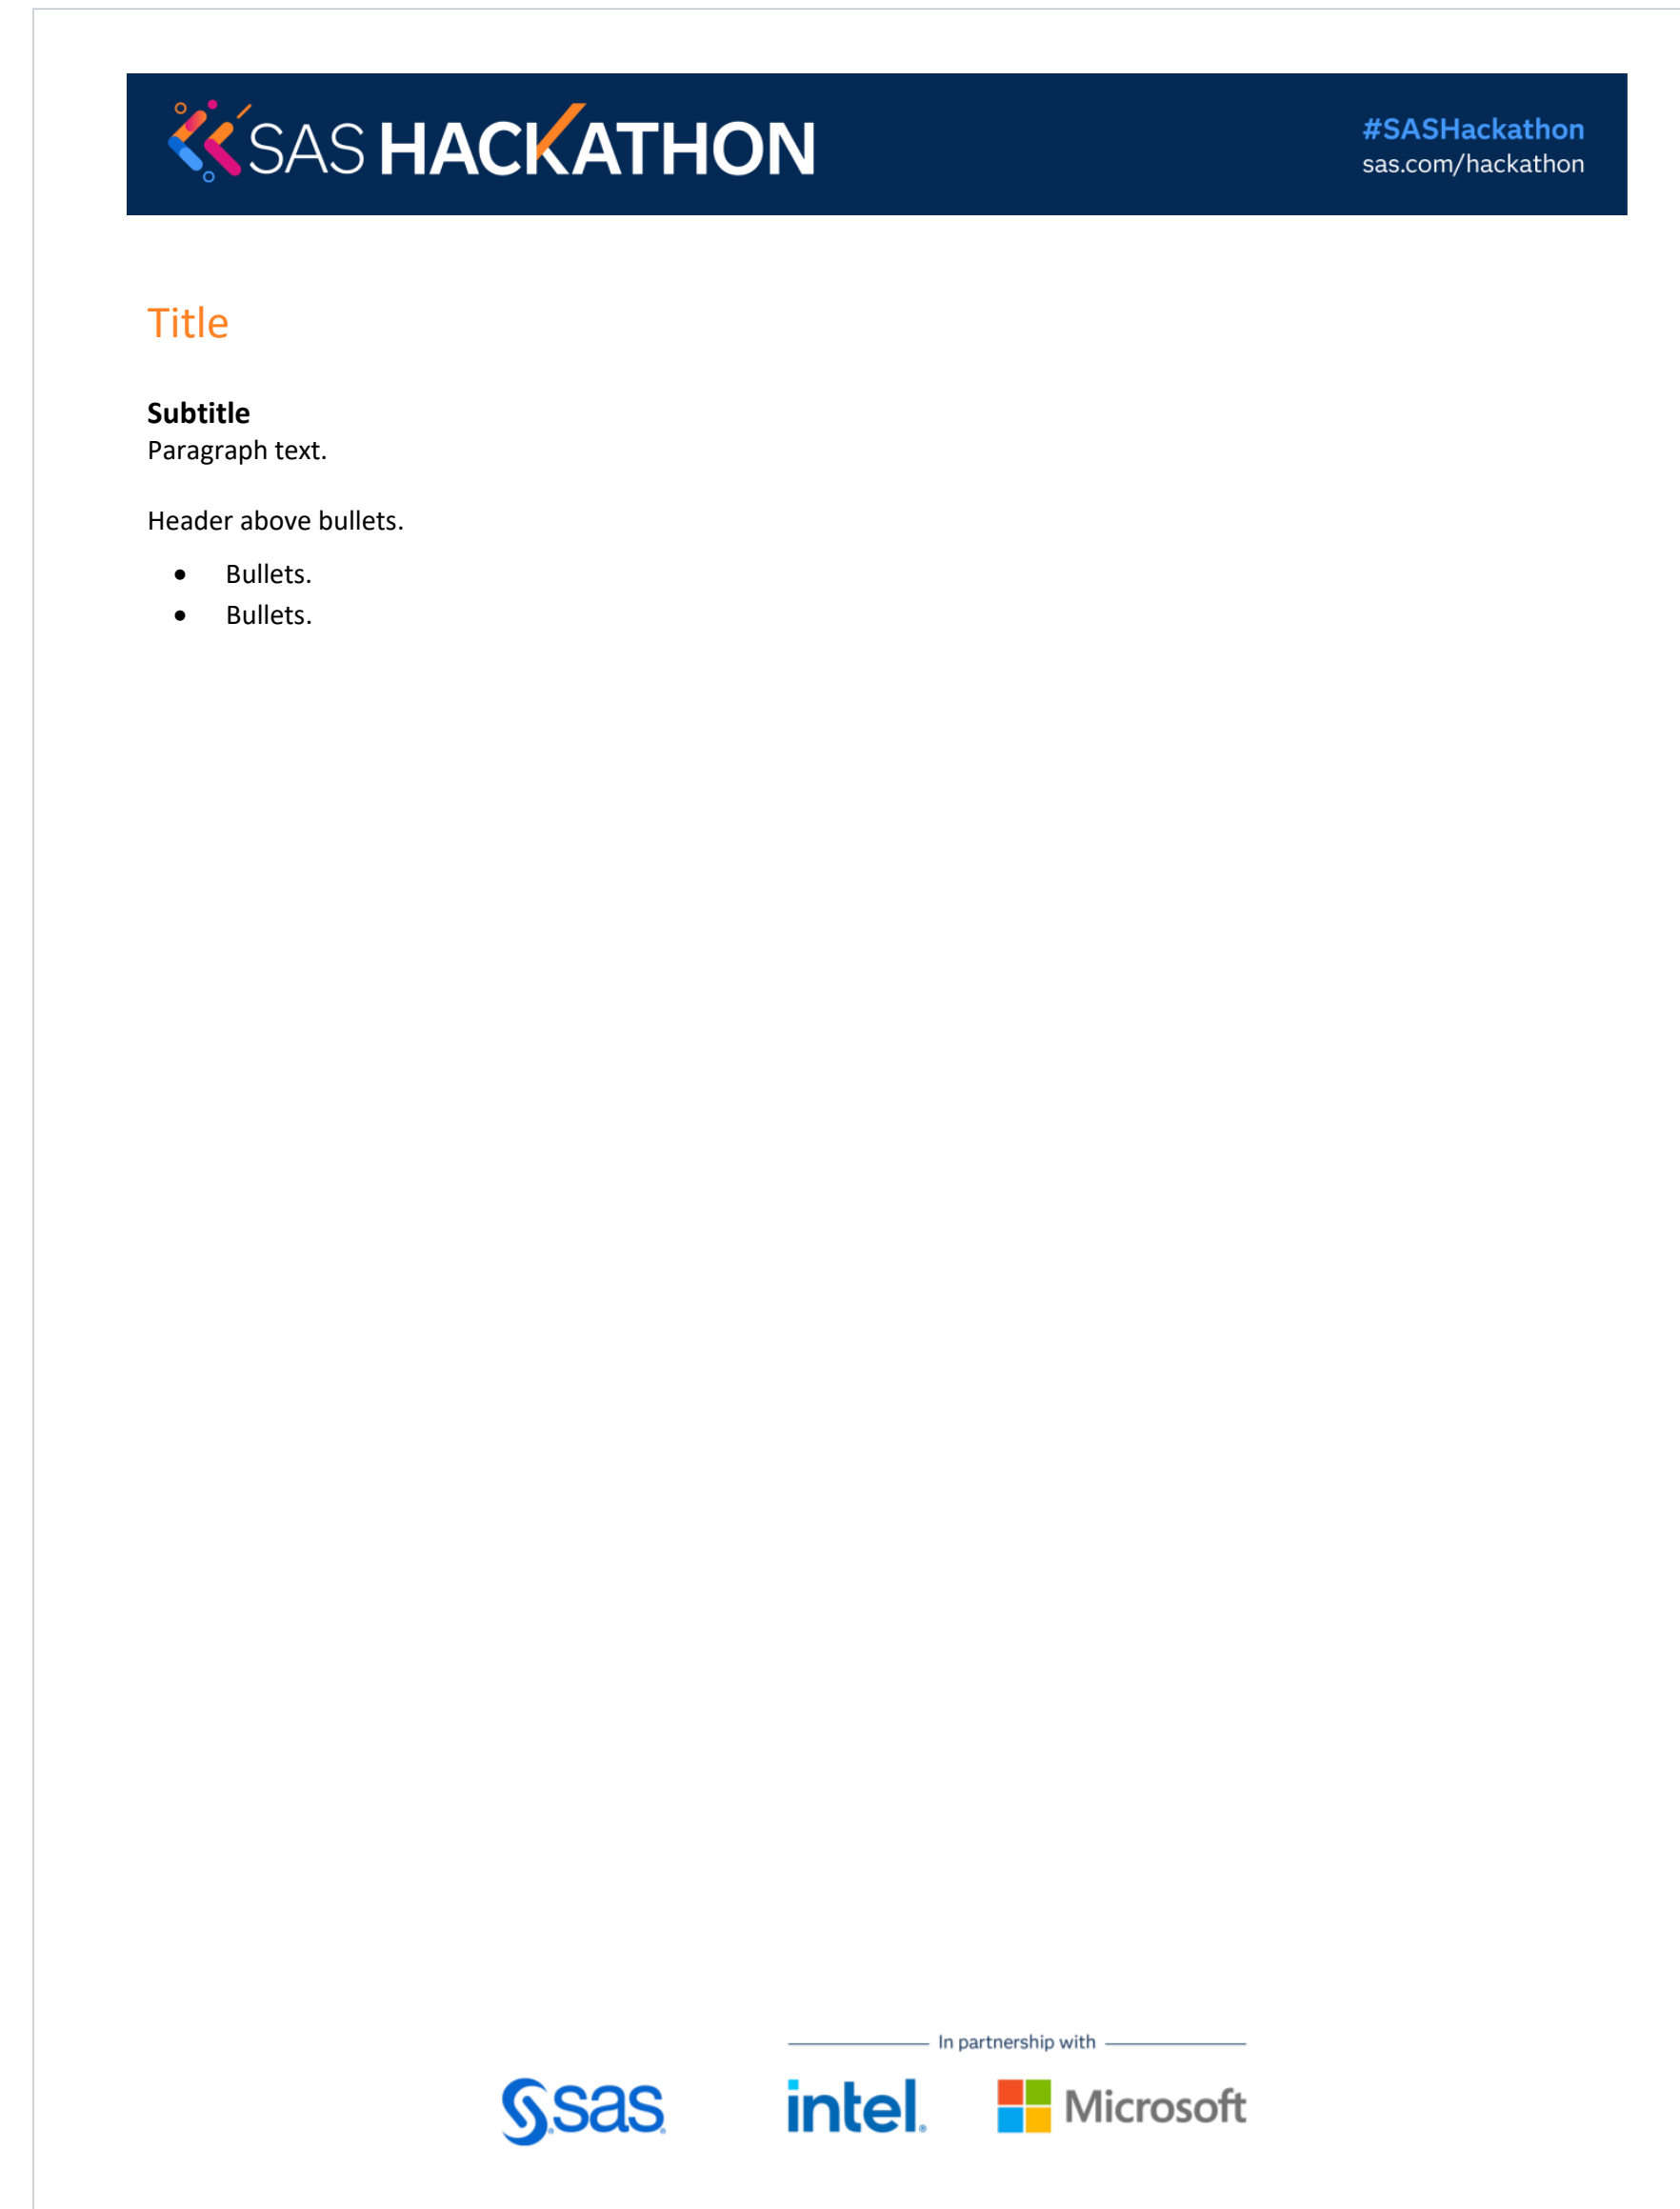 SAS HACKATHON
#SASHackathon
sas.com/hackathon
Title
Subtitle
Paragraph text.
Header above bullets.
• Bullets.
• Bullets.
In partnership with
sas
intel
Microsoft